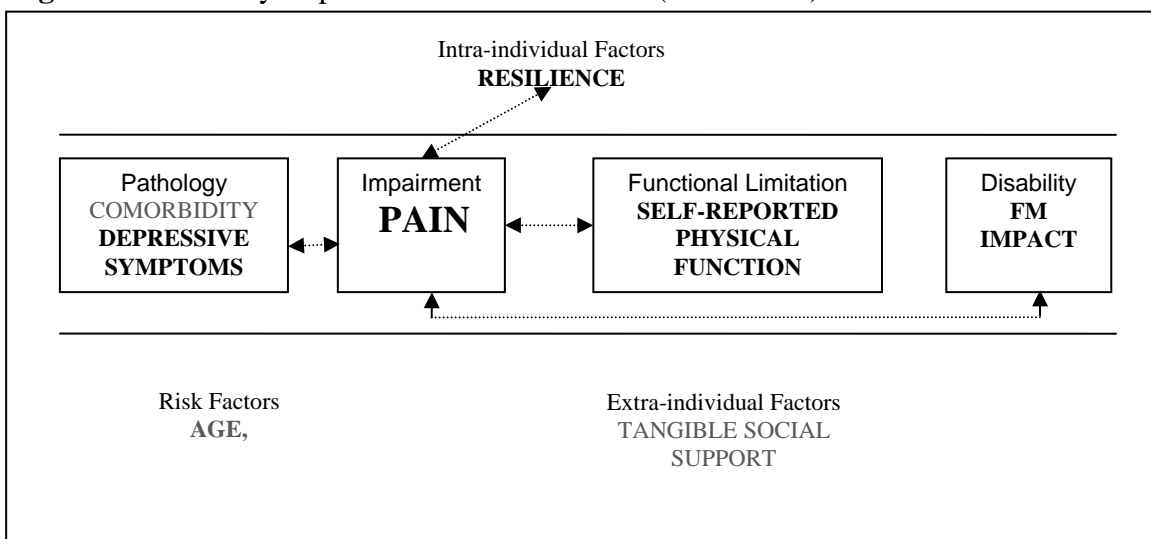 Intra-individual Factors
RESILIENCE
Pathology
COMORBIDITY
DEPRESSIVE
SYMPTOMS
Impairment
PAIN
Functional Limitation
SELF-REPORTED
PHYSICAL
FUNCTION
Disability
FM
IMPACT
Risk Factors
AGE,
Extra-individual Factors
TANGIBLE SOCIAL
SUPPORT